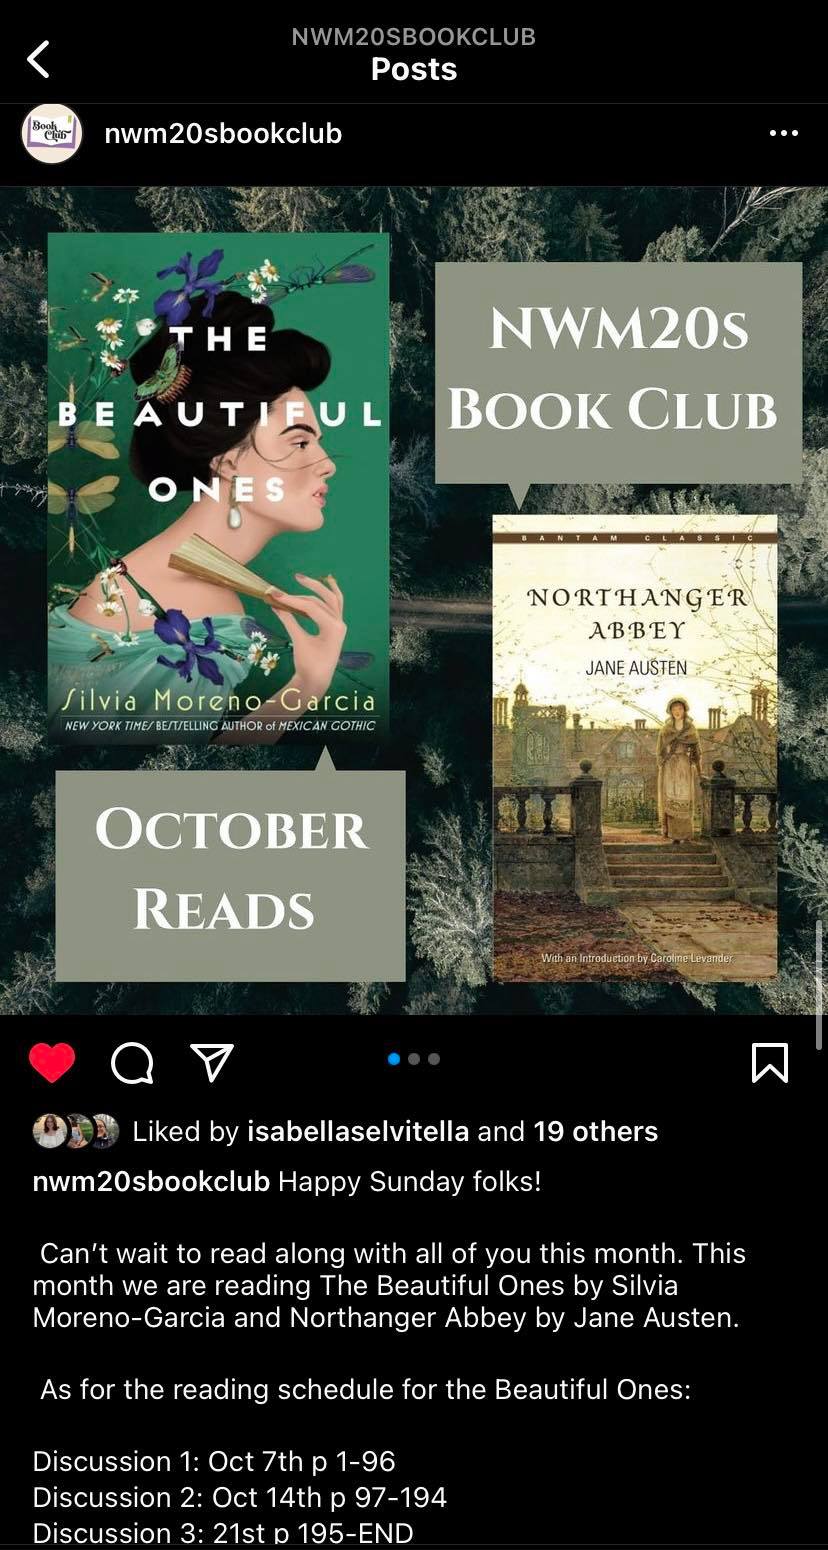 NWM20SBOOKCLUB
Posts
Book
Club
nwm20sbookclub
THE
BEAUTIFUL
ONES
Silvia Moreno-Garcia
NEW YORK TIMES BESTSELLING AUTHOR of MEXICAN GOTHIC
NWM20s
Book Club
October
Reads
BANTAM CLASSIC
NORTHANGER
ABBEY
JANE AUSTEN
With an Introduction by Caroline Levander
Liked by isabellaselvitella and 19 others
nwm20sbookclub Happy Sunday folks!
Can’t wait to read along with all of you this month. This
month we are reading The Beautiful Ones by Silvia
Moreno-Garcia and Northanger Abbey by Jane Austen.
As for the reading schedule for the Beautiful Ones:
Discussion 1: Oct 7th p 1-96
Discussion 2: Oct 14th p 97-194
Discussion 3: 21st p 195-END